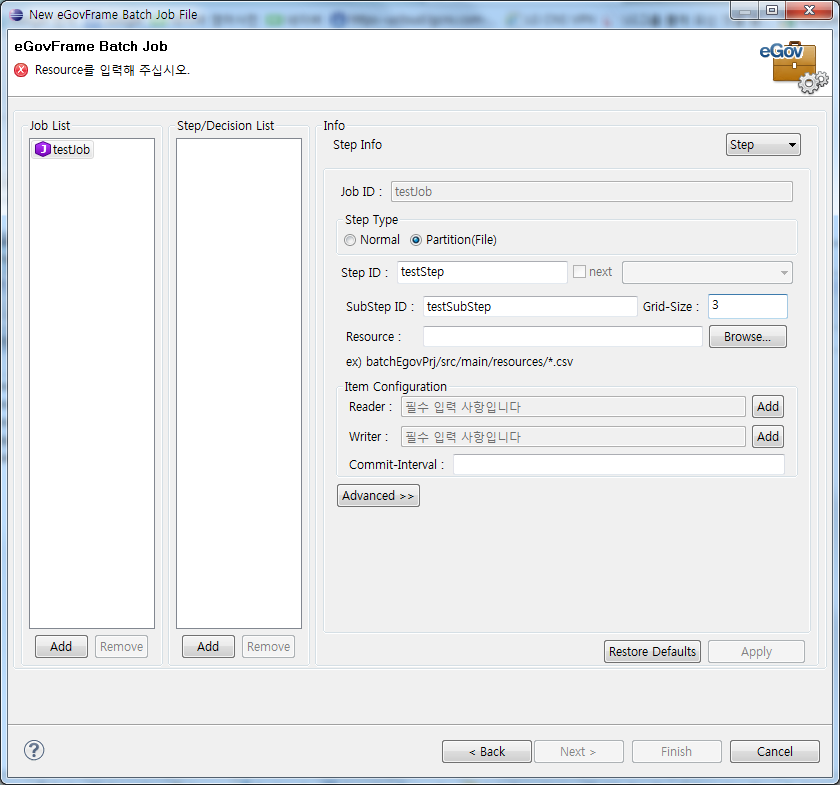 New eGovFrame Batch Job File
eGovFrame Batch Job
Resource를 입력해 주십시오.
eGov
Job List
Step/Decision List
Info
testJob
Step Info
Step
Job ID :
testJob
Step Type
Normal
Partition(File)
Step ID :
testStep
next
SubStep ID :
testSubStep
Grid-Size :
3
Resource :
Browse...
ex) batchEgovPrj/src/main/resources/*.csv
Item Configuration
Reader :
필수 입력 사항입니다
Add
Writer :
필수 입력 사항입니다
Add
Commit-Interval :
Advanced >>
Add
Remove
Add
Remove
Restore Defaults
Apply
< Back
Next >
Finish
Cancel